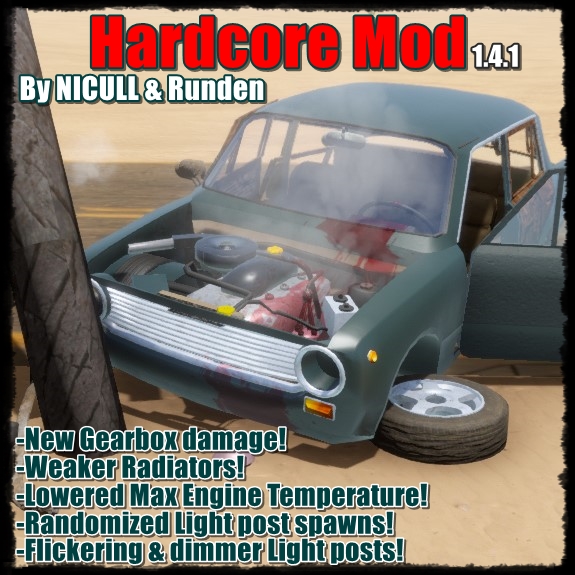 Hardcore Mod 1.4.1
By NICULL & Runden
-New Gearbox damage!
-Weaker Radiators!
-Lowered Max Engine Temperature!
-Randomized Light post spawns!
-Flickering & dimmer Light posts!